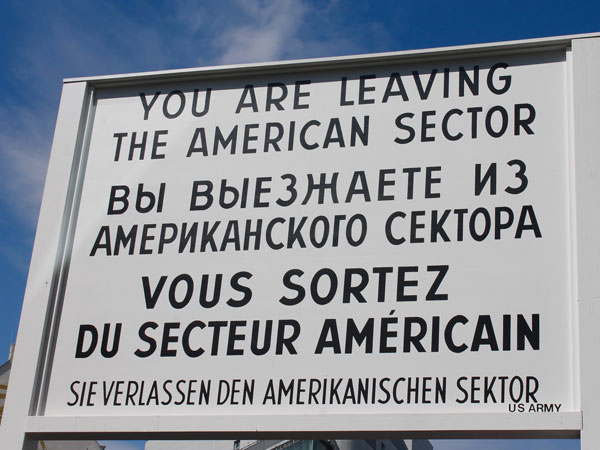 YOU ARE LEAVING
THE AMERICAN SECTOR
ВЫ ВЫЕЗЖАЕТЕ ИЗ
АМЕРИКАНСКОГО СЕКТОРА
VOUS SORTEZ
DU SECTEUR AMÉRICAIN
SIE VERLASSEN DEN AMERIKANISCHEN SEKTOR
US ARMY